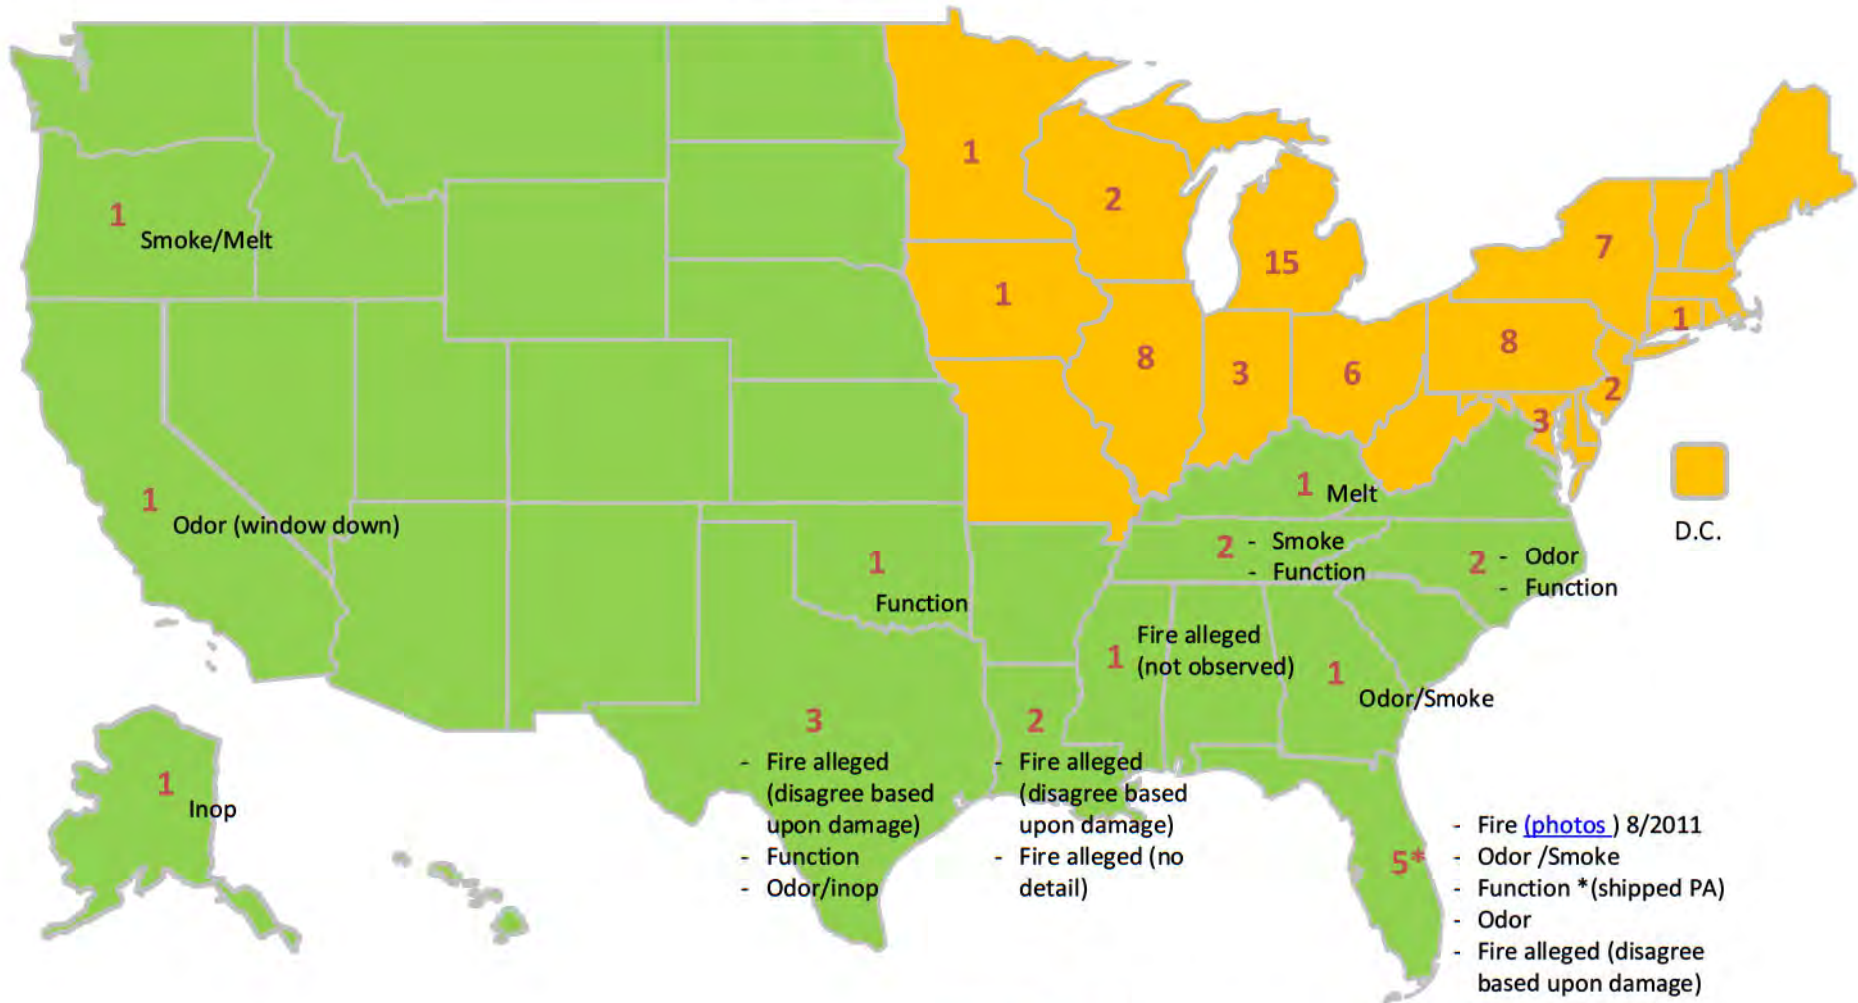 1
2
7
1
Smoke/Melt
15
1
1
8
3
6
8
2
3
1
Odor (window down)
1 Melt
D.C.
1
Function
2 - Smoke
- Function
2 - Odor
- Function
1 Fire alleged
(not observed)
1
Odor/Smoke
3
- Fire alleged
(disagree based
upon damage)
- Function
- Odor/inop
2
- Fire alleged
(disagree based
upon damage)
- Fire alleged (no
detail)
1
Inop
5*
- Fire (photos ) 8/2011
- Odor /Smoke
- Function *(shipped PA)
- Odor
- Fire alleged (disagree
based upon damage)